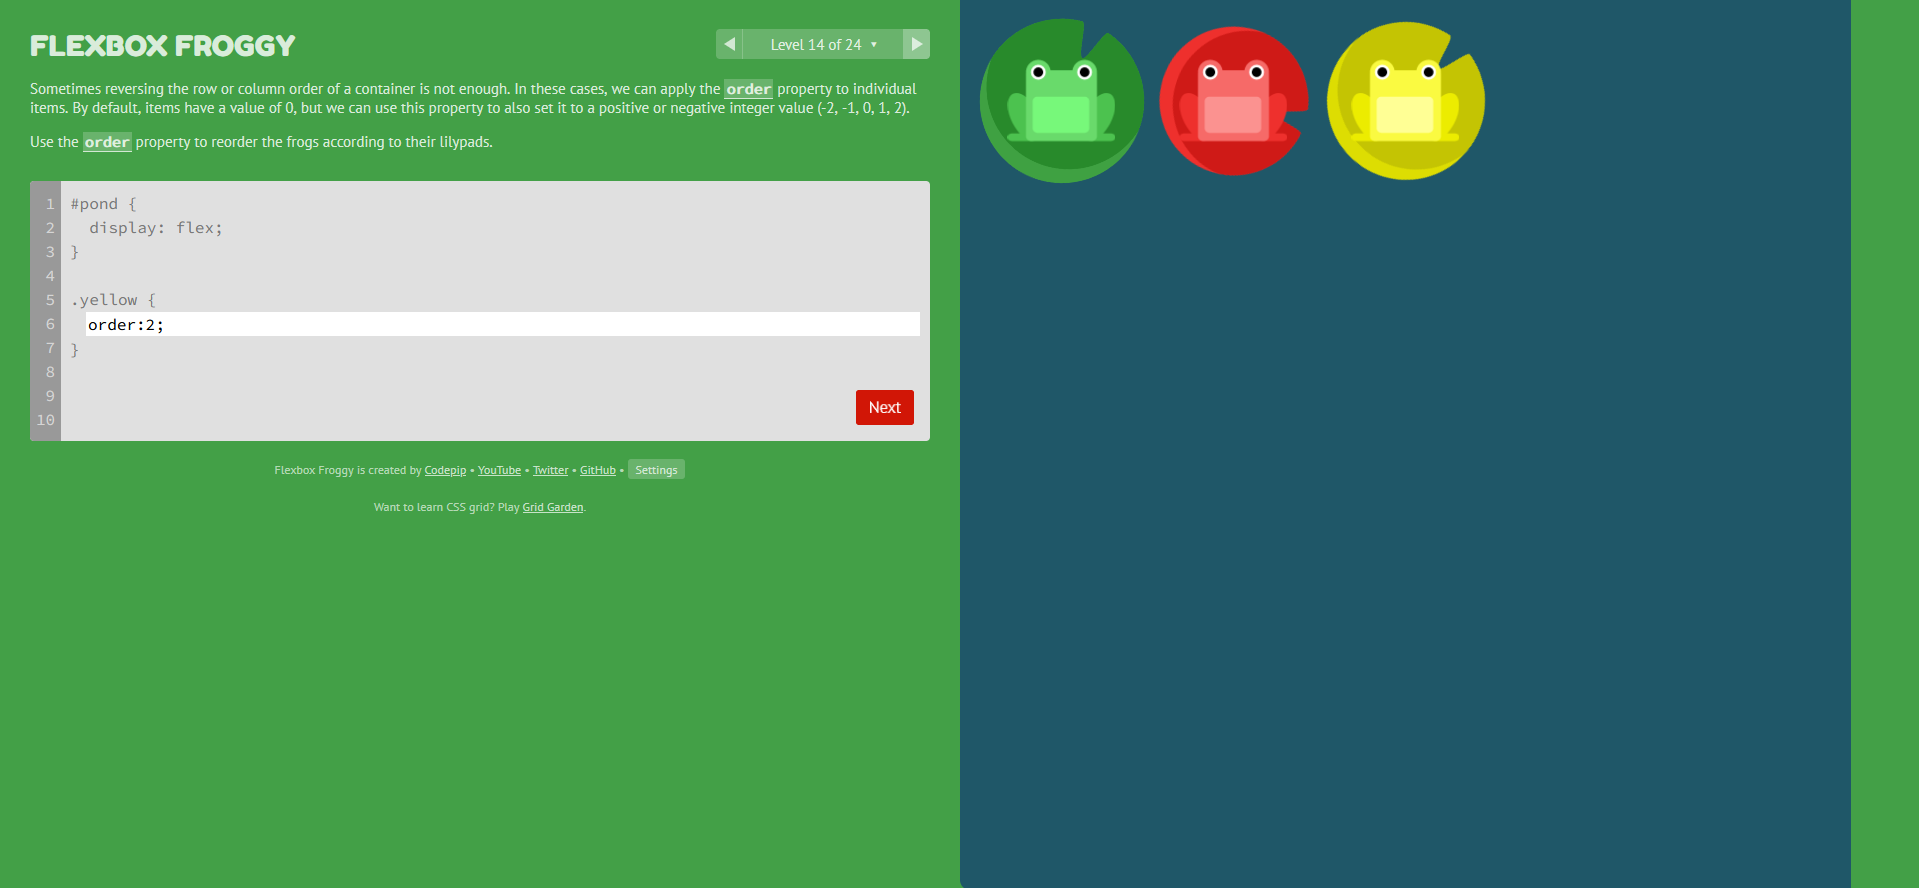 FLEXBOX FROGGY
Level 14 of 24 ▼
Sometimes reversing the row or column order of a container is not enough. In these cases, we can apply the order property to individual
items. By default, items have a value of 0, but we can use this property to also set it to a positive or negative integer value (-2, -1, 0, 1, 2).
Use the order property to reorder the frogs according to their lilypads.
1 #pond {
2 display: flex;
3 }
4
5 .yellow {
6 order:2;
7 }
8
9
10
Next
Flexbox Froggy is created by Codepip • YouTube • Twitter • GitHub • Settings
Want to learn CSS grid? Play Grid Garden.